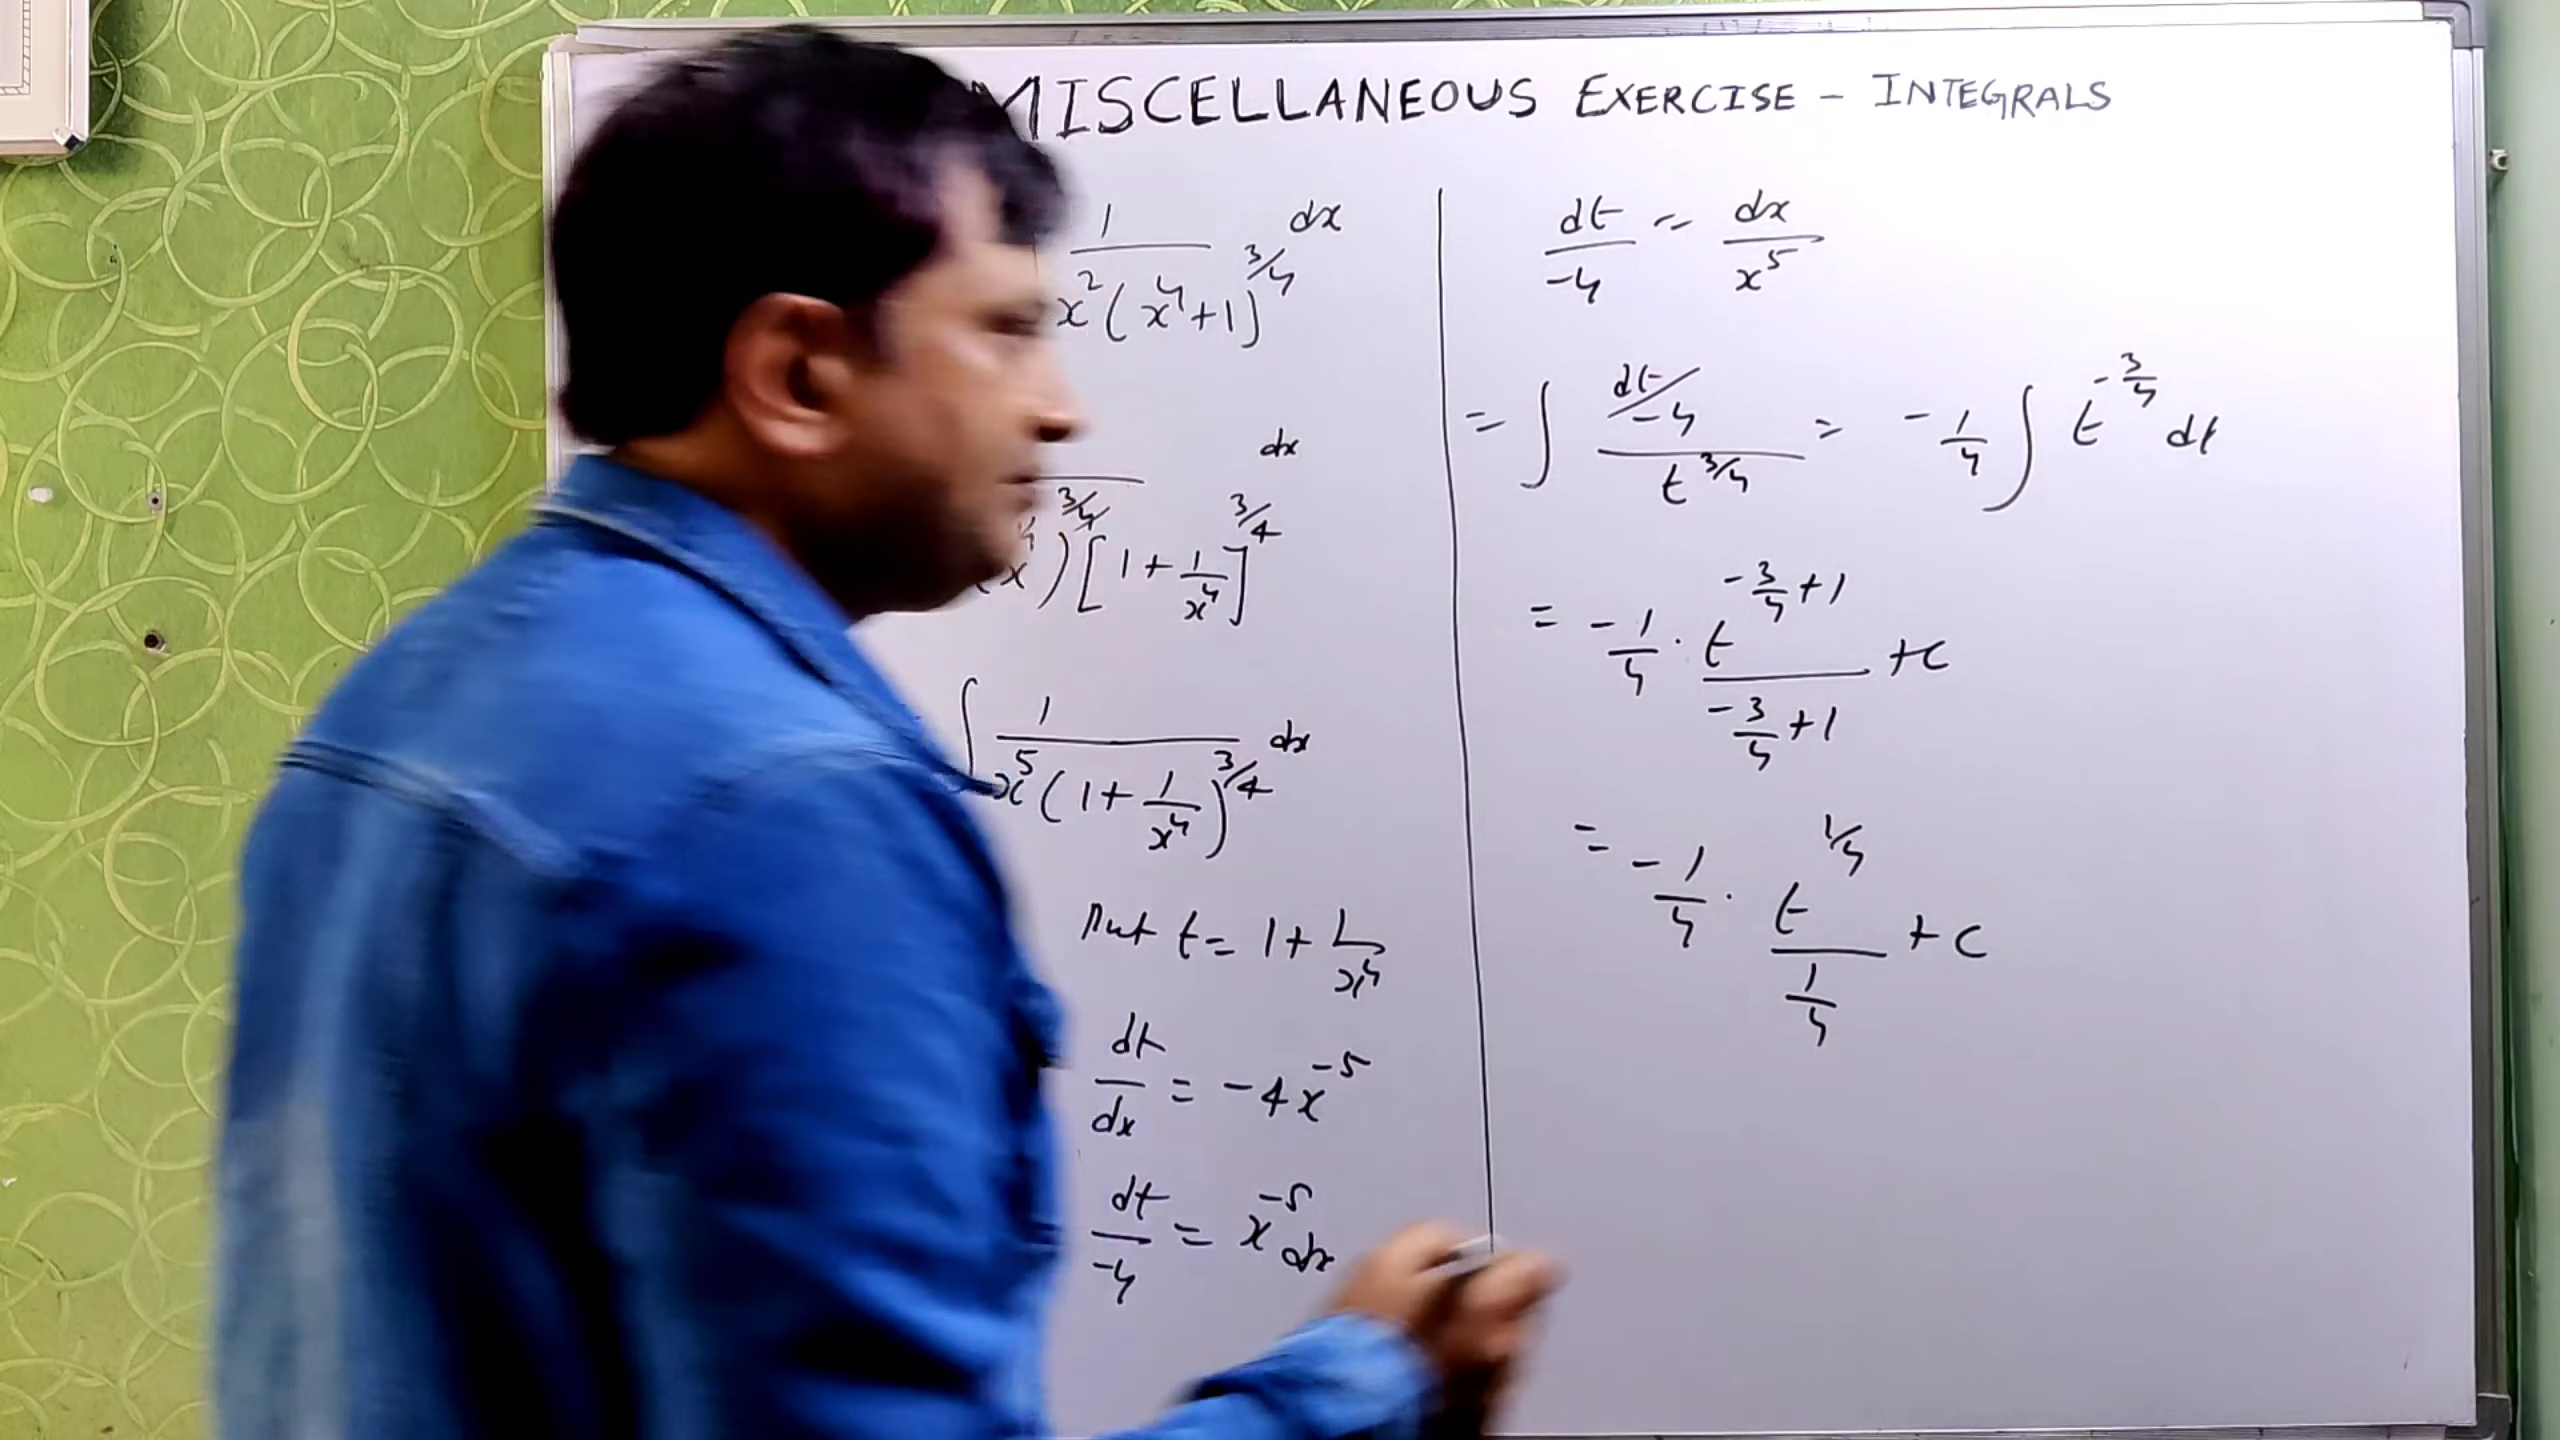 MISCELLANEOUS EXERCISE - INTEGRALS
1/x²(x⁴+1)^3/4 dx
x⁴)^3/4 [1+1/x⁴]^3/4 dx
∫ 1/x⁵(1+1/x⁴)^3/4 dx
Put t = 1+1/x⁴
dt/dx = -4x⁻⁵
dt/-4 = x⁻⁵ dx
dt/-4 = dx/x⁵
= ∫ (dt/-4)/t^3/4 = -1/4 ∫ t^-3/4 dt
= -1/4 · t^(-3/4+1)/(-3/4+1) + c
= -1/4 · t^1/4/(1/4) + c